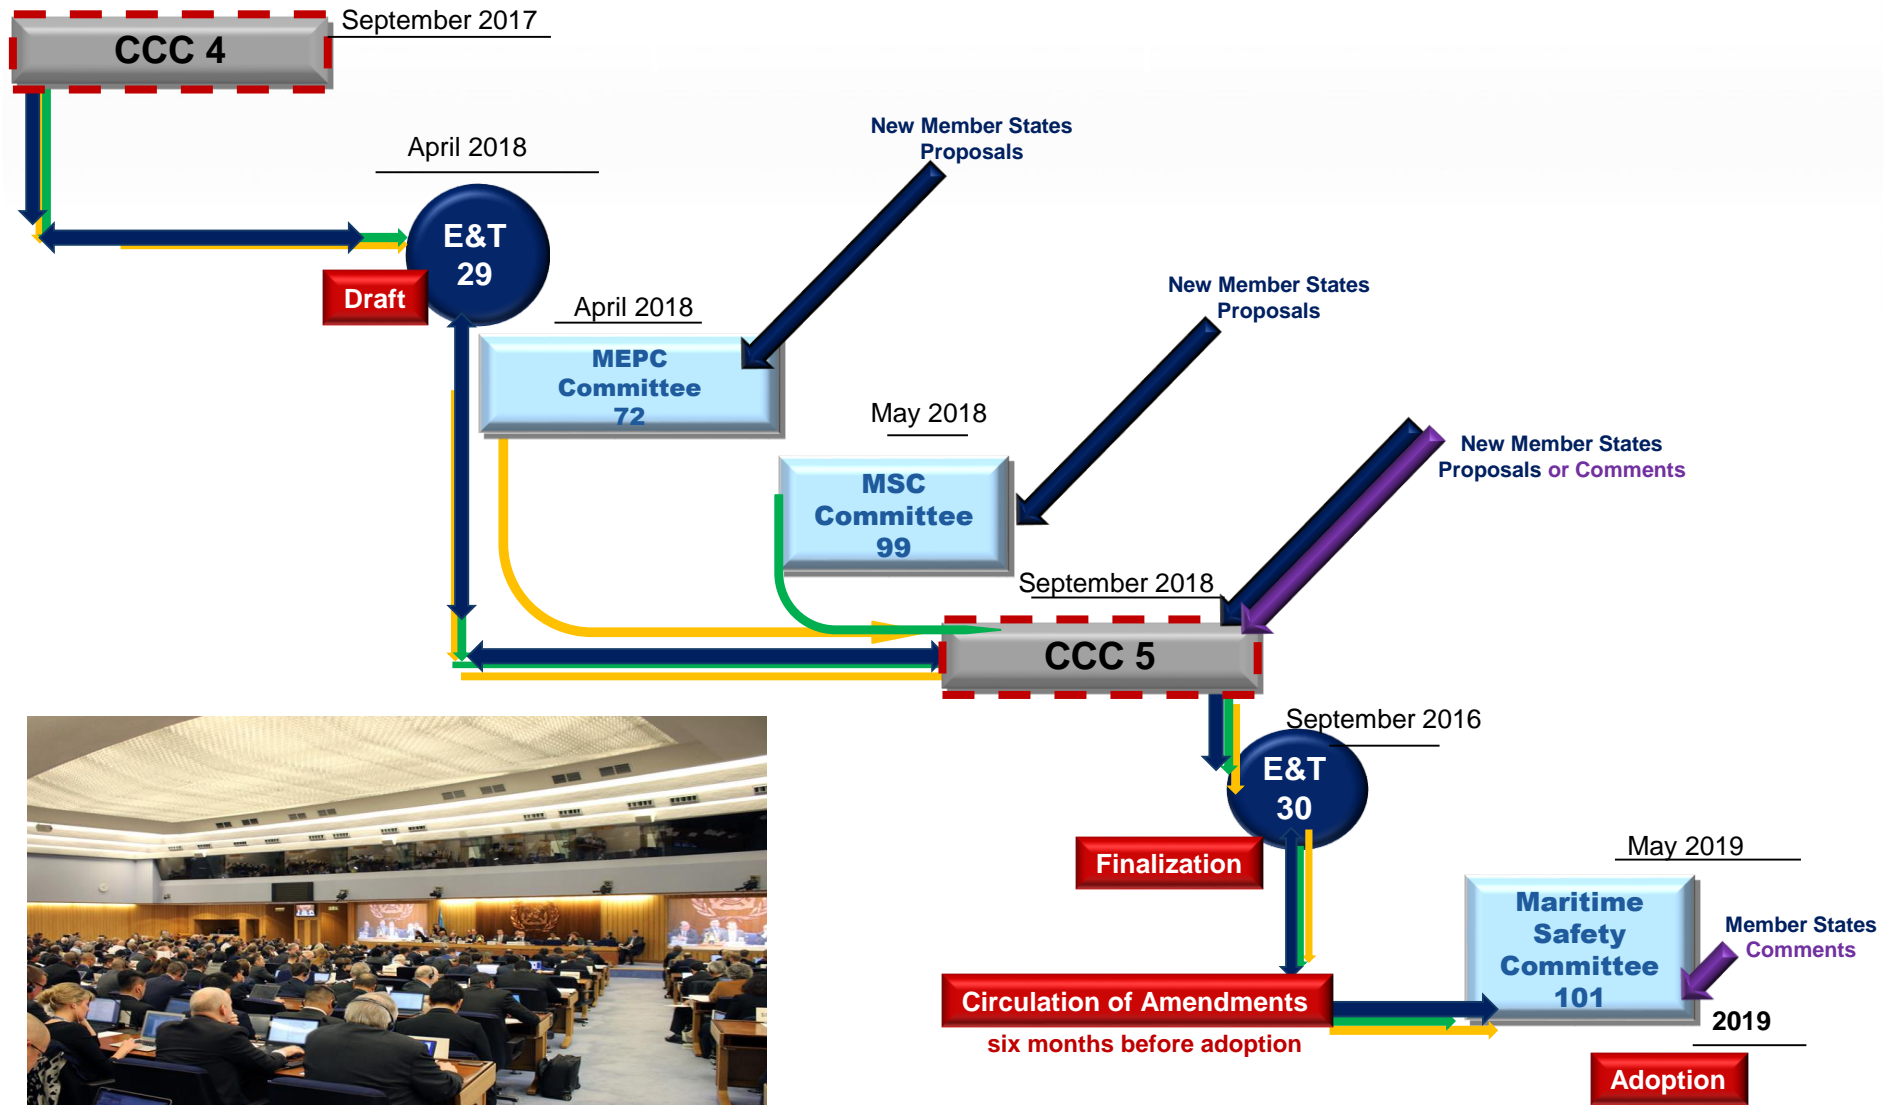 September 2017
CCC 4
April 2018
New Member States
Proposals
E&T
29
Draft
April 2018
New Member States
Proposals
MEPC
Committee
72
May 2018
MSC
Committee
99
New Member States
Proposals or Comments
September 2018
CCC 5
September 2016
E&T
30
Finalization
May 2019
Maritime
Safety
Committee
101
Member States
Comments
Circulation of Amendments
six months before adoption
2019
Adoption